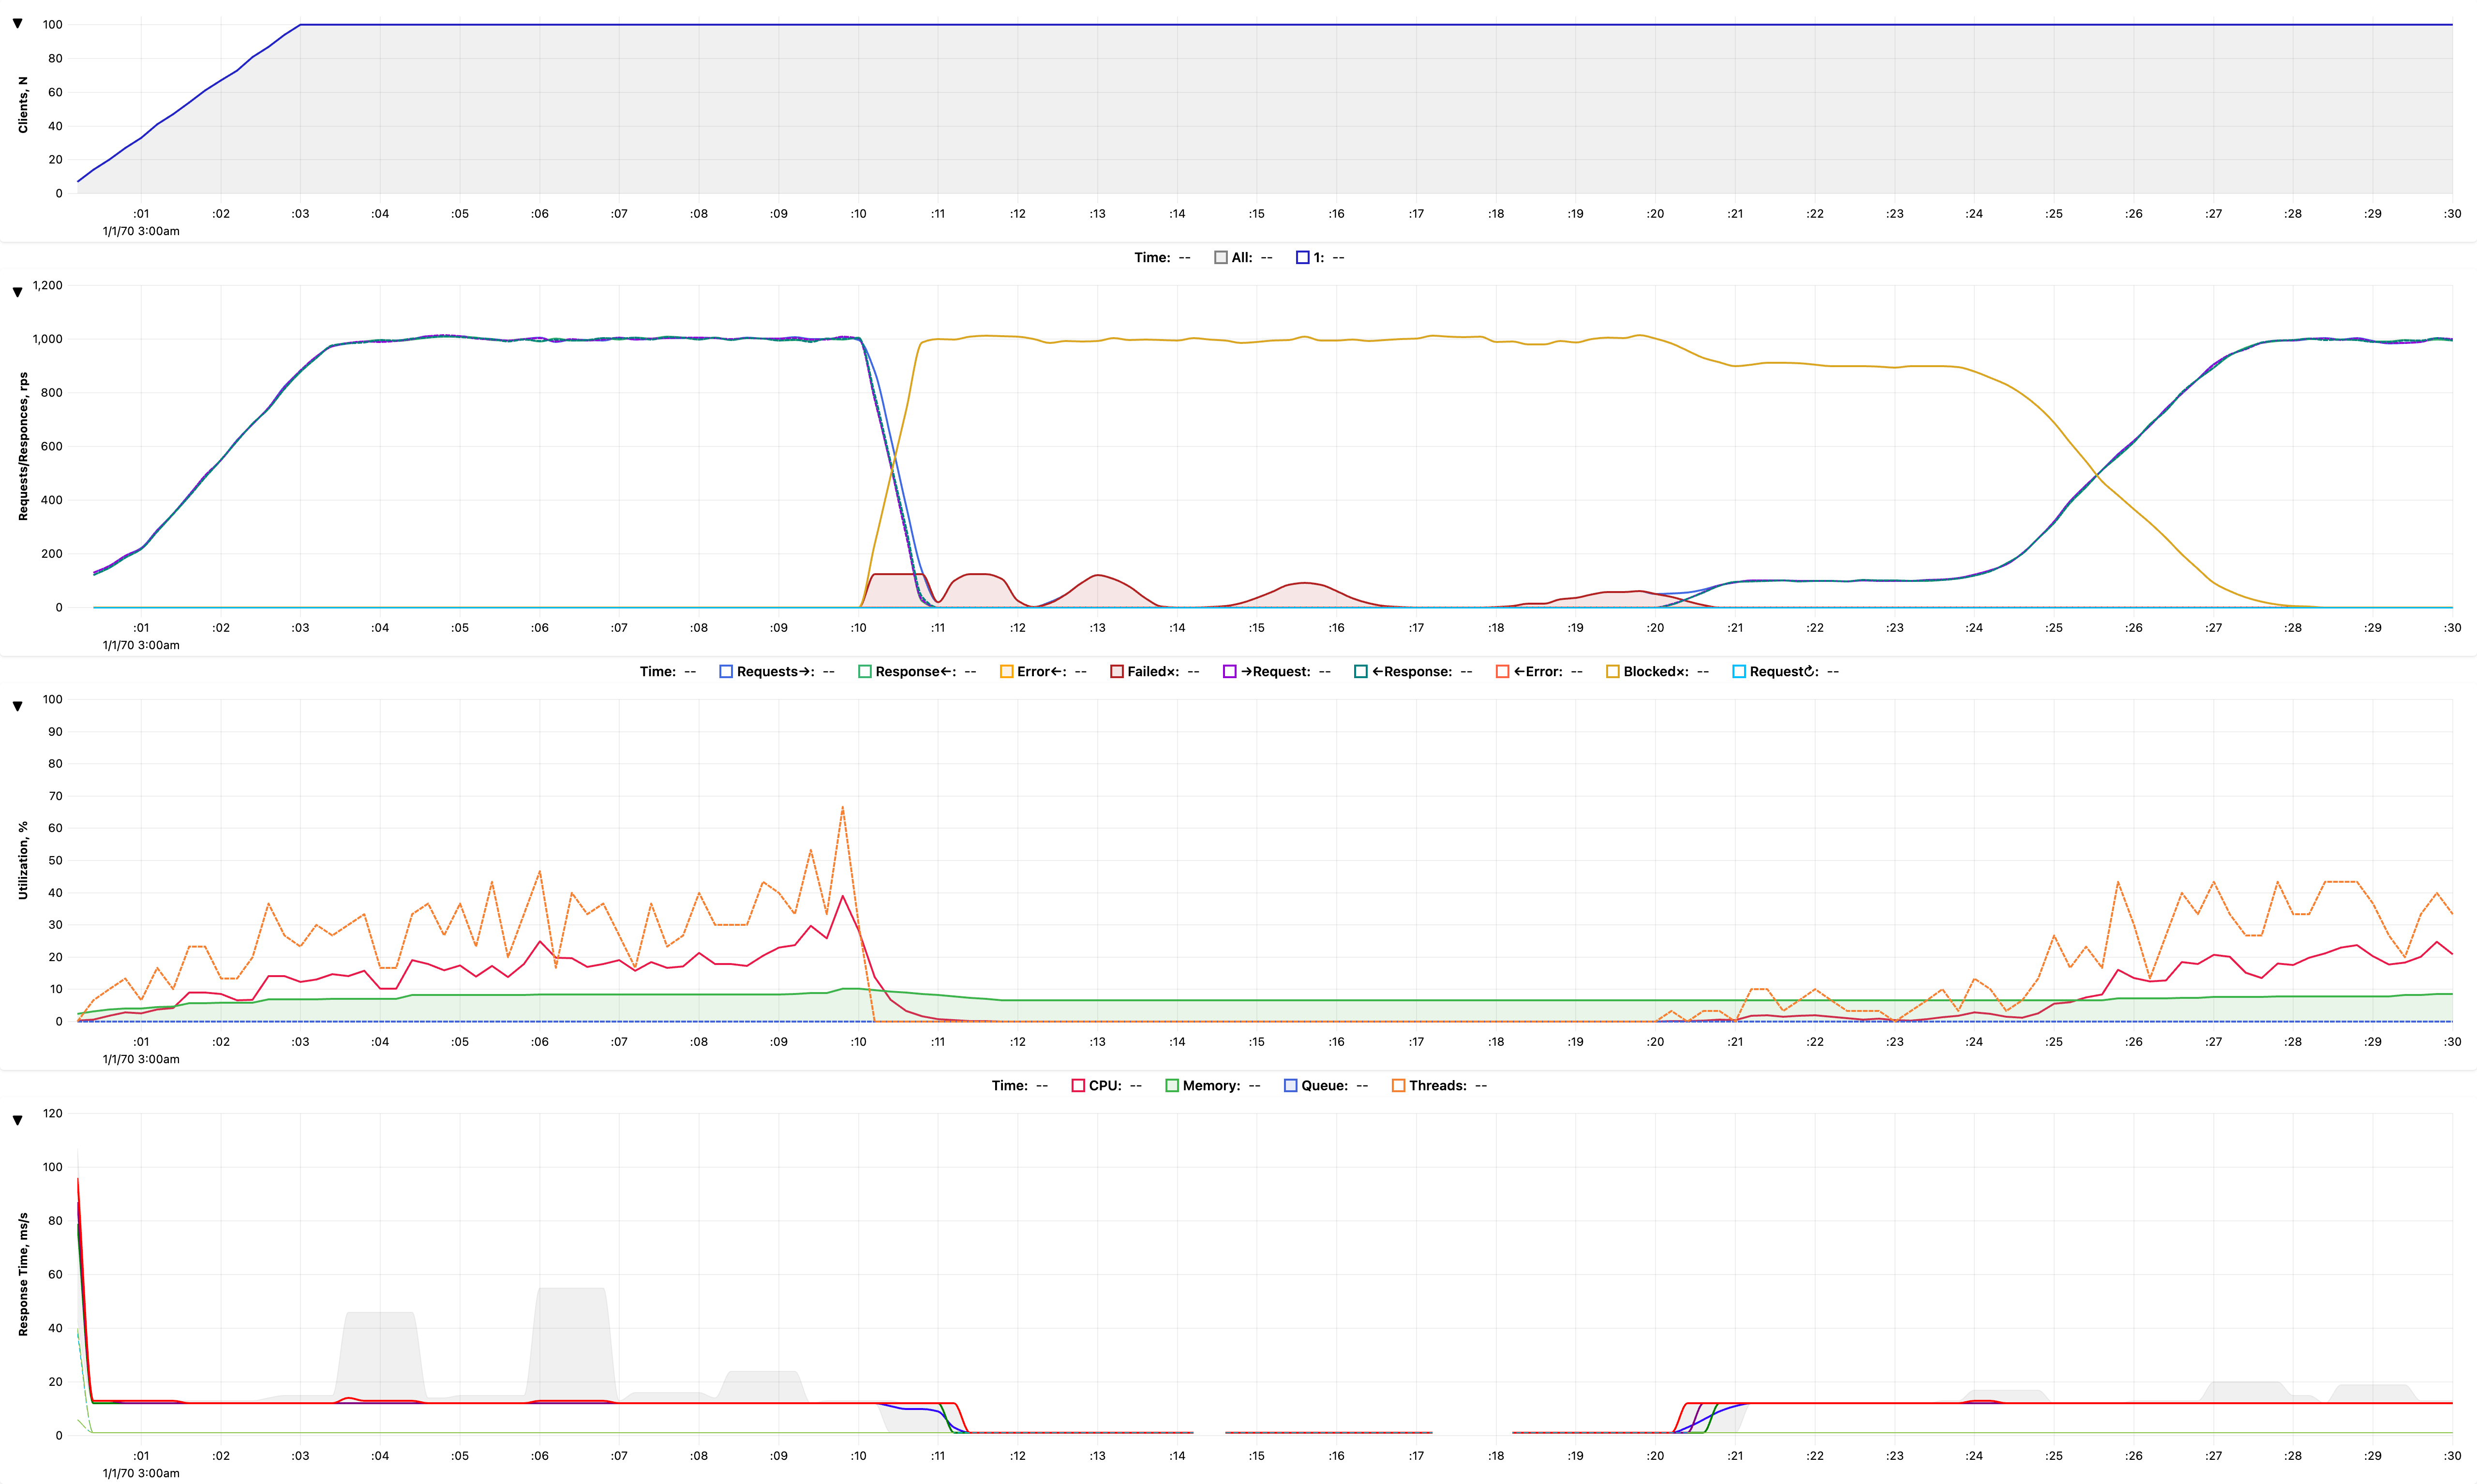 ▼
Clients, N
100
80
60
40
20
0
:01 :02 :03 :04 :05 :06 :07 :08 :09 :10 :11 :12 :13 :14 :15 :16 :17 :18 :19 :20 :21 :22 :23 :24 :25 :26 :27 :28 :29 :30
1/1/70 3:00am
Time: -- All: -- 1: --
▼
Requests/Responces, rps
1,200
1,000
800
600
400
200
0
:01 :02 :03 :04 :05 :06 :07 :08 :09 :10 :11 :12 :13 :14 :15 :16 :17 :18 :19 :20 :21 :22 :23 :24 :25 :26 :27 :28 :29 :30
1/1/70 3:00am
Time: -- Requests→: -- Response←: -- Error←: -- Failed×: -- →Request: -- ←Response: -- ←Error: -- Blocked×: -- Request↻: --
▼
Utilization, %
100
90
80
70
60
50
40
30
20
10
0
:01 :02 :03 :04 :05 :06 :07 :08 :09 :10 :11 :12 :13 :14 :15 :16 :17 :18 :19 :20 :21 :22 :23 :24 :25 :26 :27 :28 :29 :30
1/1/70 3:00am
Time: -- CPU: -- Memory: -- Queue: -- Threads: --
▼
Response Time, ms/s
120
100
80
60
40
20
0
:01 :02 :03 :04 :05 :06 :07 :08 :09 :10 :11 :12 :13 :14 :15 :16 :17 :18 :19 :20 :21 :22 :23 :24 :25 :26 :27 :28 :29 :30
1/1/70 3:00am